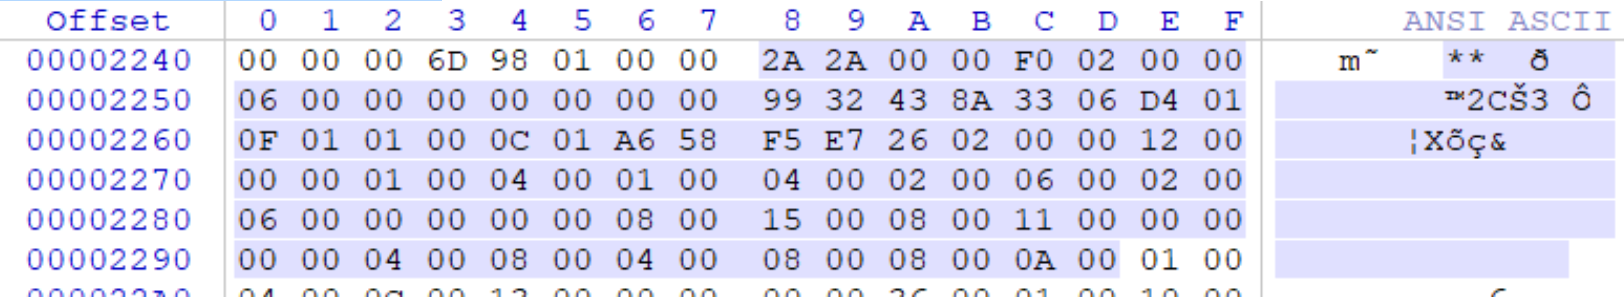 Offset 0 1 2 3 4 5 6 7 8 9 A B C D E F ANSI ASCII
00002240 00 00 00 6D 98 01 00 00 2A 2A 00 00 F0 02 00 00 m˜ ** ð
00002250 06 00 00 00 00 00 00 00 99 32 43 8A 33 06 D4 01 ™2CŠ3 Ô
00002260 0F 01 01 00 0C 01 A6 58 F5 E7 26 02 00 00 12 00 ¦Xõç&
00002270 00 00 01 00 04 00 01 00 04 00 02 00 06 00 02 00
00002280 06 00 00 00 00 00 08 00 15 00 08 00 11 00 00 00
00002290 00 00 04 00 08 00 04 00 08 00 08 00 0A 00 01 00